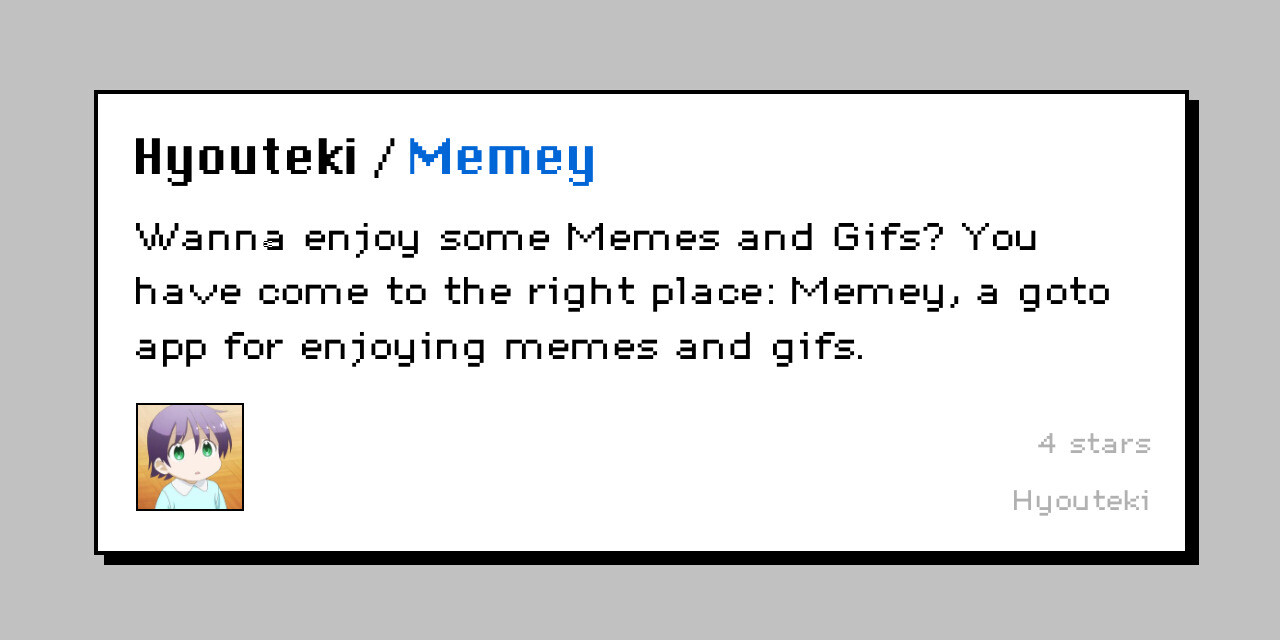 Hyouteki / Memey
Wanna enjoy some Memes and Gifs? You
have come to the right place: Memey, a goto
app for enjoying memes and gifs.
4 stars
Hyouteki